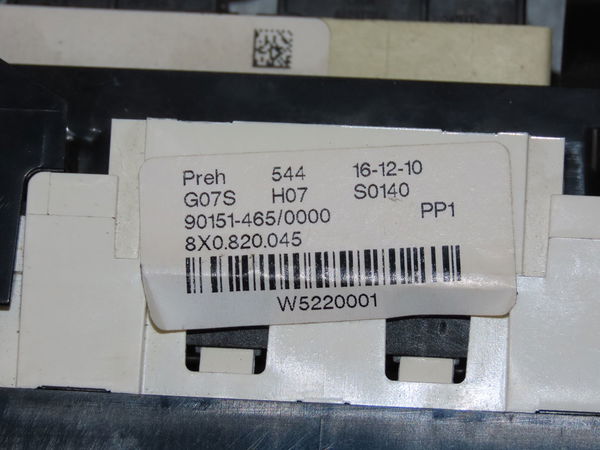 Preh 544 16-12-10
G07S H07 S0140
90151-465/0000 PP1
8X0.820.045
W5220001